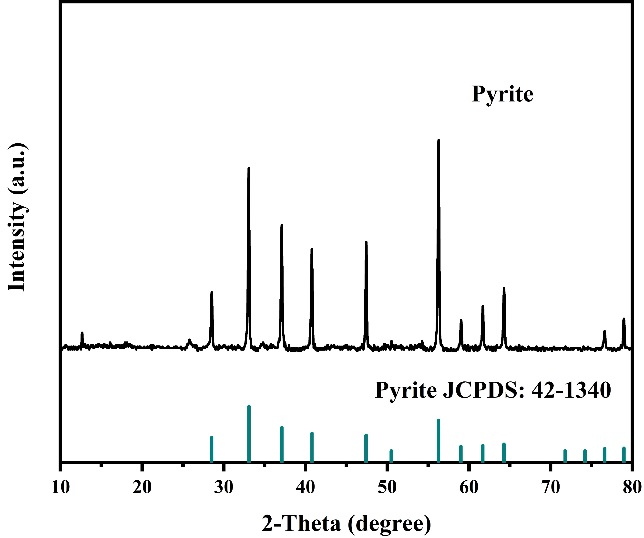 Pyrite
Intensity (a.u.)
Pyrite JCPDS: 42-1340
10 20 30 40 50 60 70 80
2-Theta (degree)